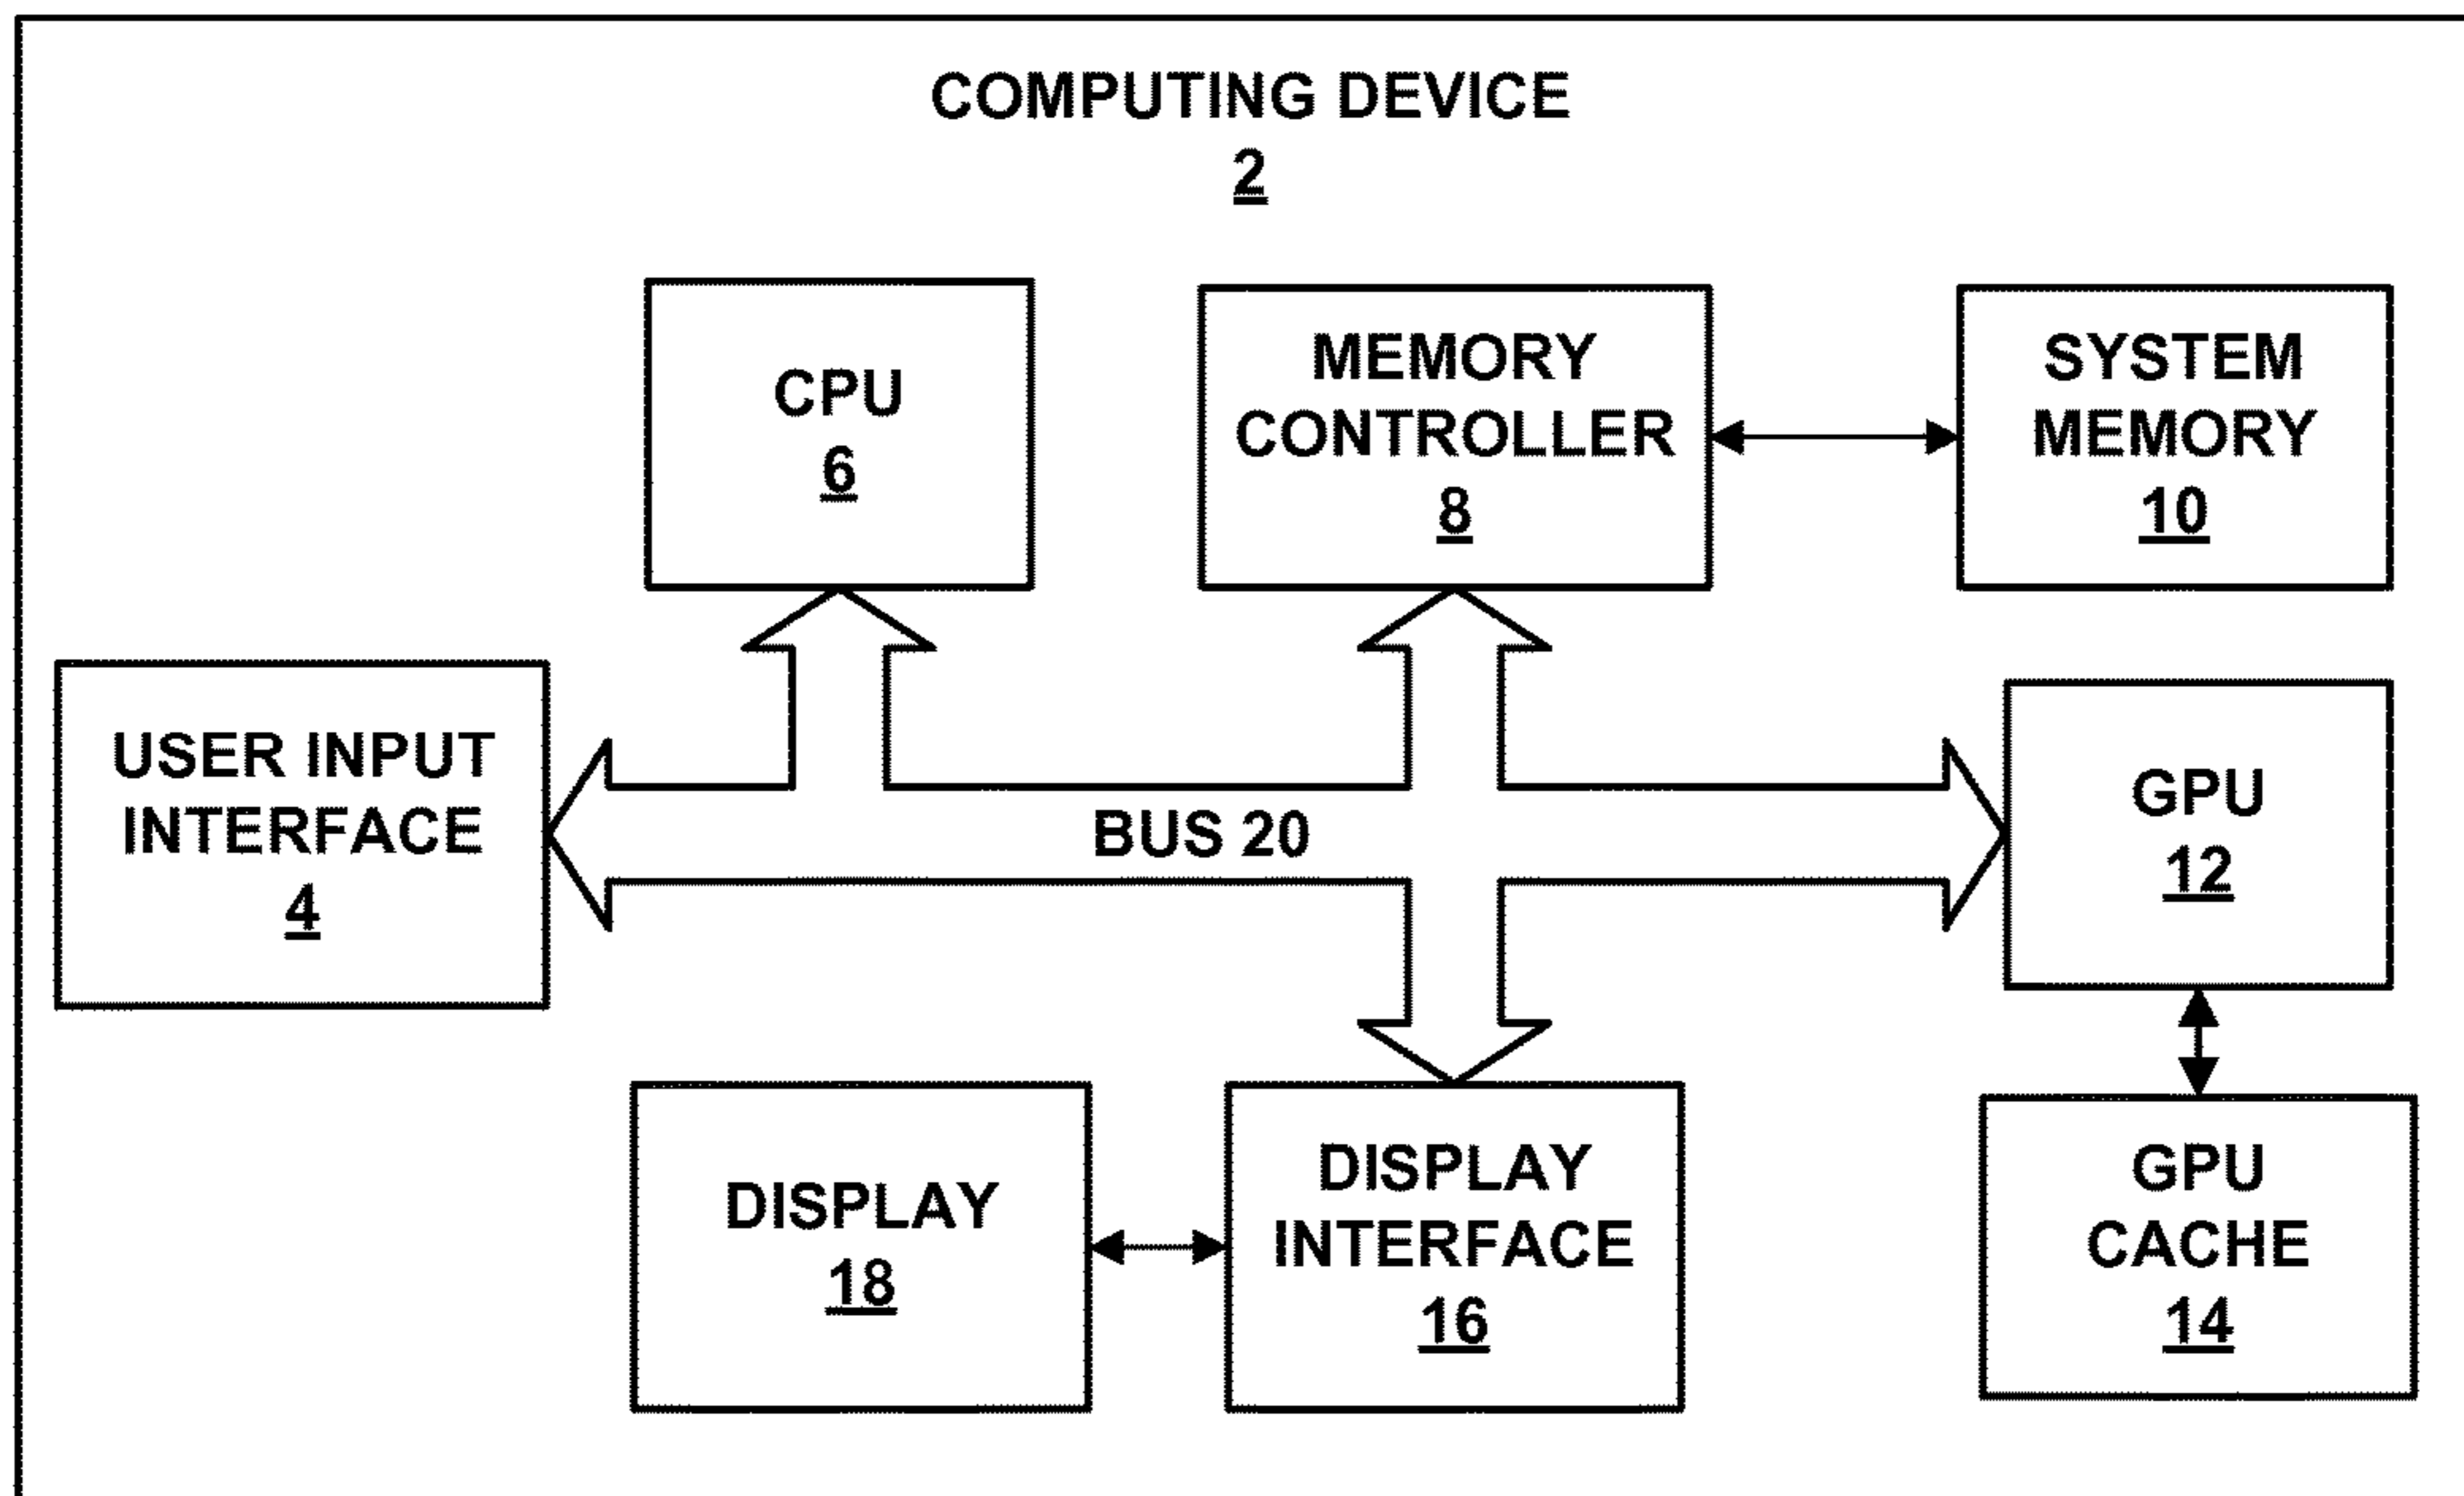 COMPUTING DEVICE
2
CPU
6
MEMORY
CONTROLLER
8
SYSTEM
MEMORY
10
USER INPUT
INTERFACE
4
BUS 20
GPU
12
DISPLAY
18
DISPLAY
INTERFACE
16
GPU
CACHE
14